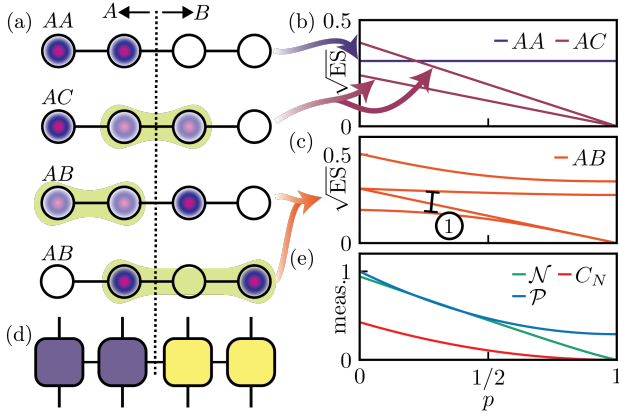 (a)
AA
A
B
AC
AB
AB
(d)
(b)
0.5
√ES
0
AA
AC
(c)
0.5
√ES
0
AB
1
(e)
1
meas.
0
𝒩
C_N
𝒫
0
1/2
1
p